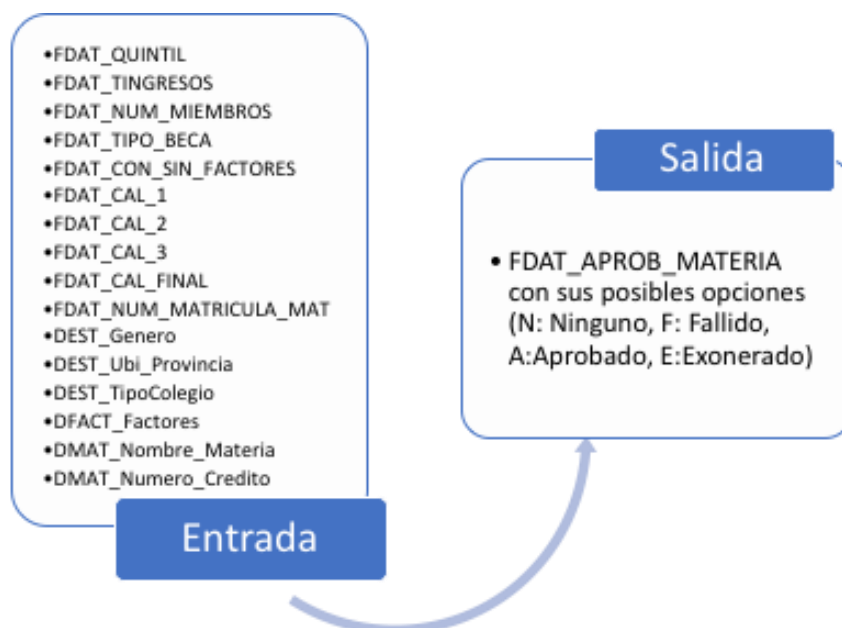 •FDAT_QUINTIL
•FDAT_TINGRESOS
•FDAT_NUM_MIEMBROS
•FDAT_TIPO_BECA
•FDAT_CON_SIN_FACTORES
•FDAT_CAL_1
•FDAT_CAL_2
•FDAT_CAL_3
•FDAT_CAL_FINAL
•FDAT_NUM_MATRICULA_MAT
•DEST_Genero
•DEST_Ubi_Provincia
•DEST_TipoColegio
•DFACT_Factores
•DMAT_Nombre_Materia
•DMAT_Numero_Credito
Entrada
Salida
• FDAT_APROB_MATERIA
con sus posibles opciones
(N: Ninguno, F: Fallido,
A:Aprobado, E:Exonerado)